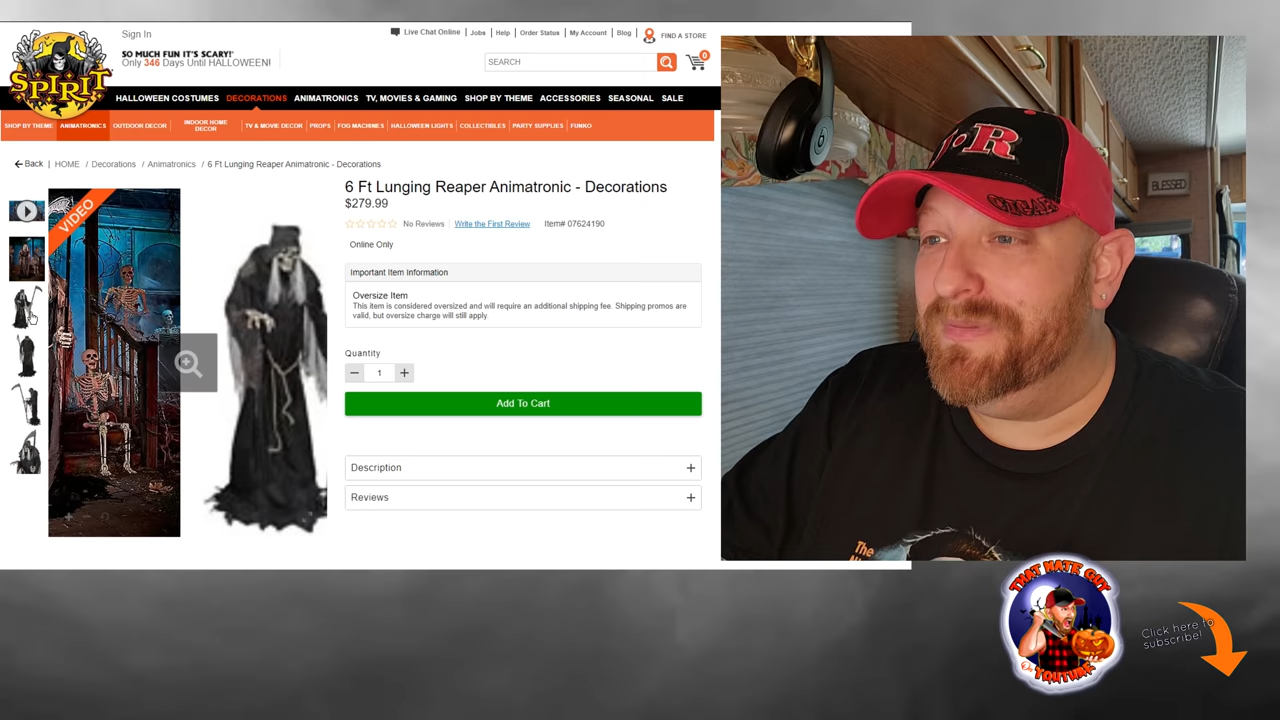 Sign In
Live Chat Online
Jobs
Help
Order Status
My Account
Blog
FIND A STORE
SPIRIT
SO MUCH FUN IT'S SCARY!
Only 346 Days Until HALLOWEEN!
SEARCH
0
HALLOWEEN COSTUMES DECORATIONS ANIMATRONICS TV, MOVIES & GAMING SHOP BY THEME ACCESSORIES SEASONAL SALE
SHOP BY THEME ANIMATRONICS OUTDOOR DECOR INDOOR HOME DECOR TV & MOVIE DECOR PROPS FOG MACHINES HALLOWEEN LIGHTS COLLECTIBLES PARTY SUPPLIES FUNKO
Back | HOME / Decorations / Animatronics / 6 Ft Lunging Reaper Animatronic - Decorations
VIDEO
6 Ft Lunging Reaper Animatronic - Decorations
$279.99
No Reviews Write the First Review Item# 07624190
Online Only
Important Item Information
Oversize Item
This item is considered oversized and will require an additional shipping fee. Shipping promos are
valid, but oversize charge will still apply.
Quantity
1
Add To Cart
Description
Reviews
CIGAR
BLESSED
The
THAT NATE GUY
On YOUTUBE
Click here to
subscribe!